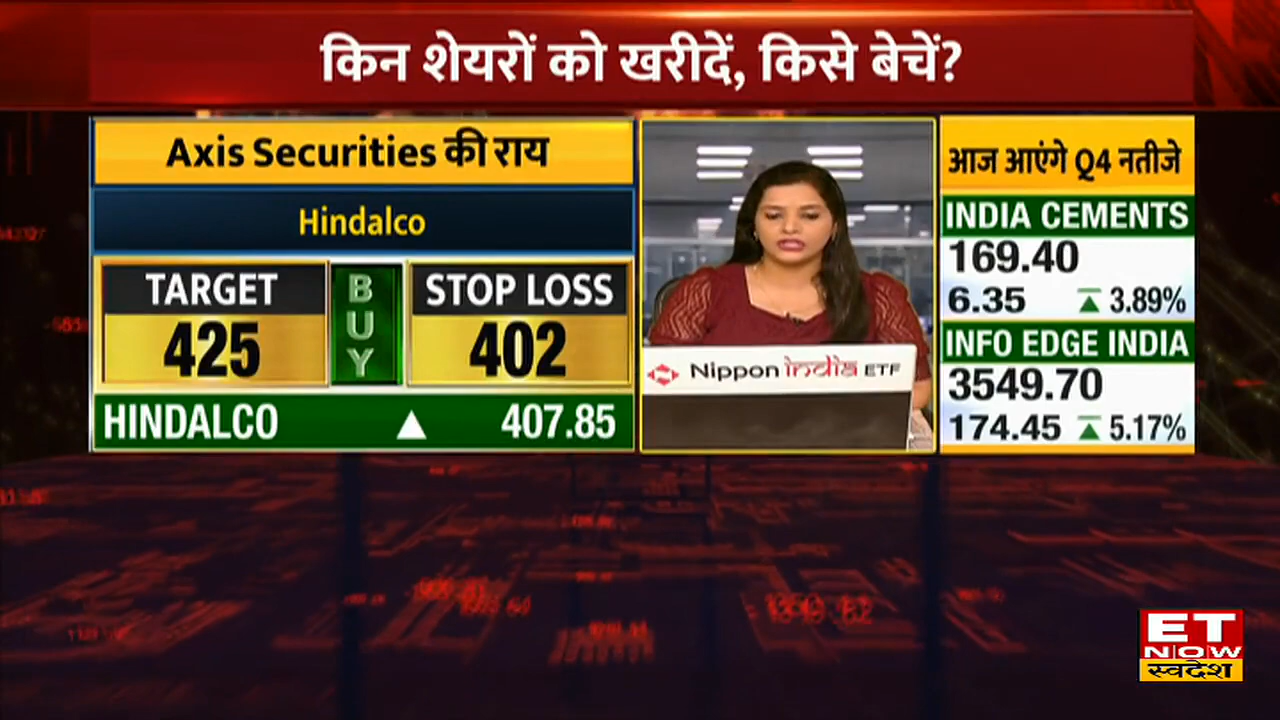 किन शेयरों को खरीदें, किसे बेचें?
Axis Securities की राय
Hindalco
TARGET
425
BUY
STOP LOSS
402
HINDALCO ▲ 407.85
Nippon india ETF
आज आएंगे Q4 नतीजे
INDIA CEMENTS
169.40
6.35 ▲ 3.89%
INFO EDGE INDIA
3549.70
174.45 ▲ 5.17%
ET
NOW
स्वदेश